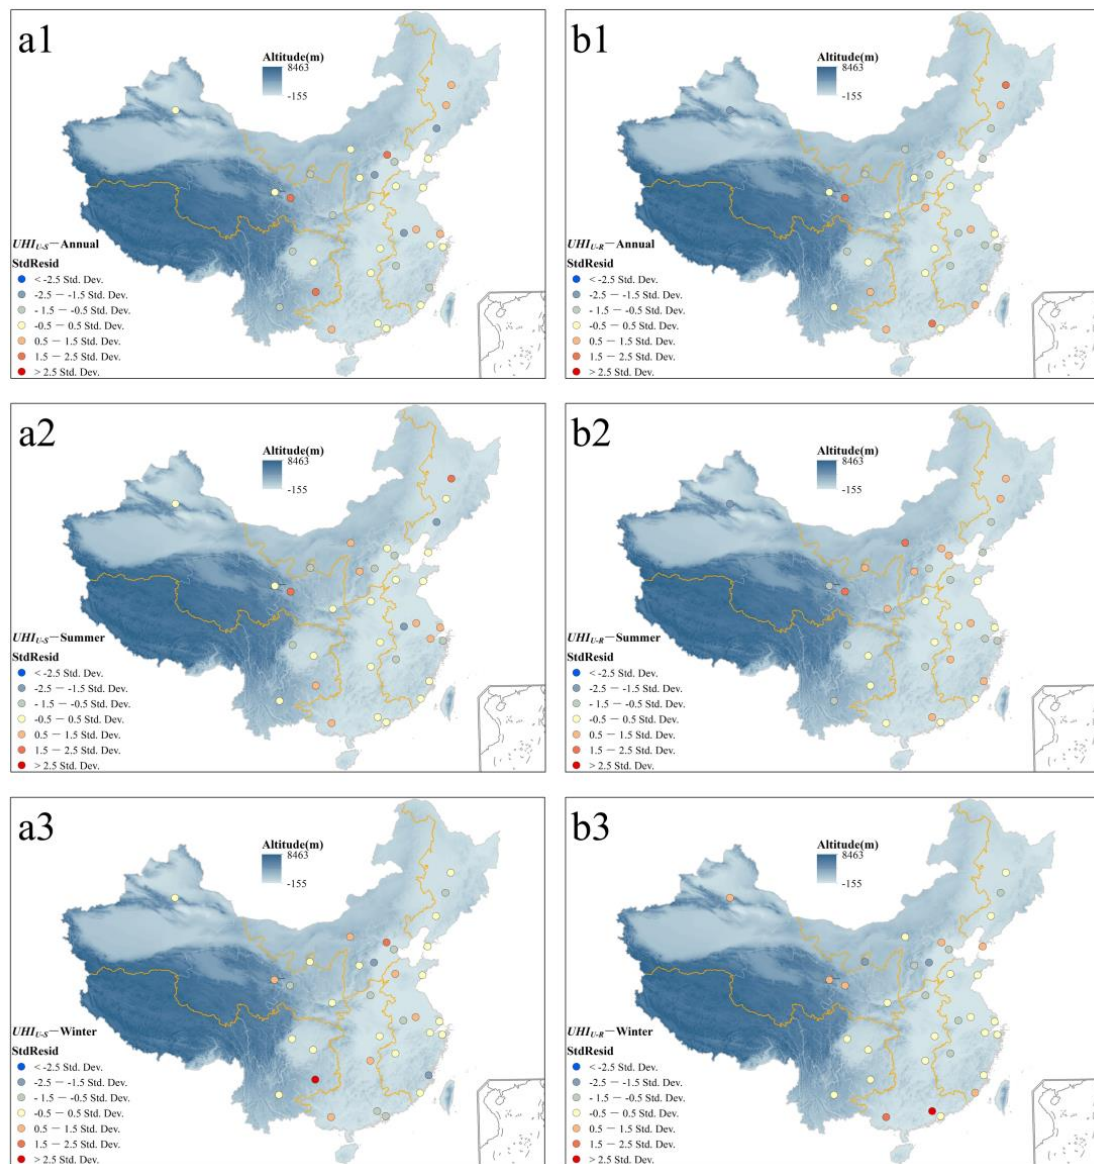 a1
Altitude(m)
8463
-155
UHIU-S—Annual
StdResid
< -2.5 Std. Dev.
-2.5 — -1.5 Std. Dev.
- 1.5 — -0.5 Std. Dev.
-0.5 — 0.5 Std. Dev.
0.5 — 1.5 Std. Dev.
1.5 — 2.5 Std. Dev.
> 2.5 Std. Dev.
b1
Altitude(m)
8463
-155
UHIU-R—Annual
StdResid
< -2.5 Std. Dev.
-2.5 — -1.5 Std. Dev.
- 1.5 — -0.5 Std. Dev.
-0.5 — 0.5 Std. Dev.
0.5 — 1.5 Std. Dev.
1.5 — 2.5 Std. Dev.
> 2.5 Std. Dev.
a2
Altitude(m)
8463
-155
UHIU-S—Summer
StdResid
< -2.5 Std. Dev.
-2.5 — -1.5 Std. Dev.
- 1.5 — -0.5 Std. Dev.
-0.5 — 0.5 Std. Dev.
0.5 — 1.5 Std. Dev.
1.5 — 2.5 Std. Dev.
> 2.5 Std. Dev.
b2
Altitude(m)
8463
-155
UHIU-R—Summer
StdResid
< -2.5 Std. Dev.
-2.5 — -1.5 Std. Dev.
- 1.5 — -0.5 Std. Dev.
-0.5 — 0.5 Std. Dev.
0.5 — 1.5 Std. Dev.
1.5 — 2.5 Std. Dev.
> 2.5 Std. Dev.
a3
Altitude(m)
8463
-155
UHIU-S—Winter
StdResid
< -2.5 Std. Dev.
-2.5 — -1.5 Std. Dev.
- 1.5 — -0.5 Std. Dev.
-0.5 — 0.5 Std. Dev.
0.5 — 1.5 Std. Dev.
1.5 — 2.5 Std. Dev.
> 2.5 Std. Dev.
b3
Altitude(m)
8463
-155
UHIU-R—Winter
StdResid
< -2.5 Std. Dev.
-2.5 — -1.5 Std. Dev.
- 1.5 — -0.5 Std. Dev.
-0.5 — 0.5 Std. Dev.
0.5 — 1.5 Std. Dev.
1.5 — 2.5 Std. Dev.
> 2.5 Std. Dev.